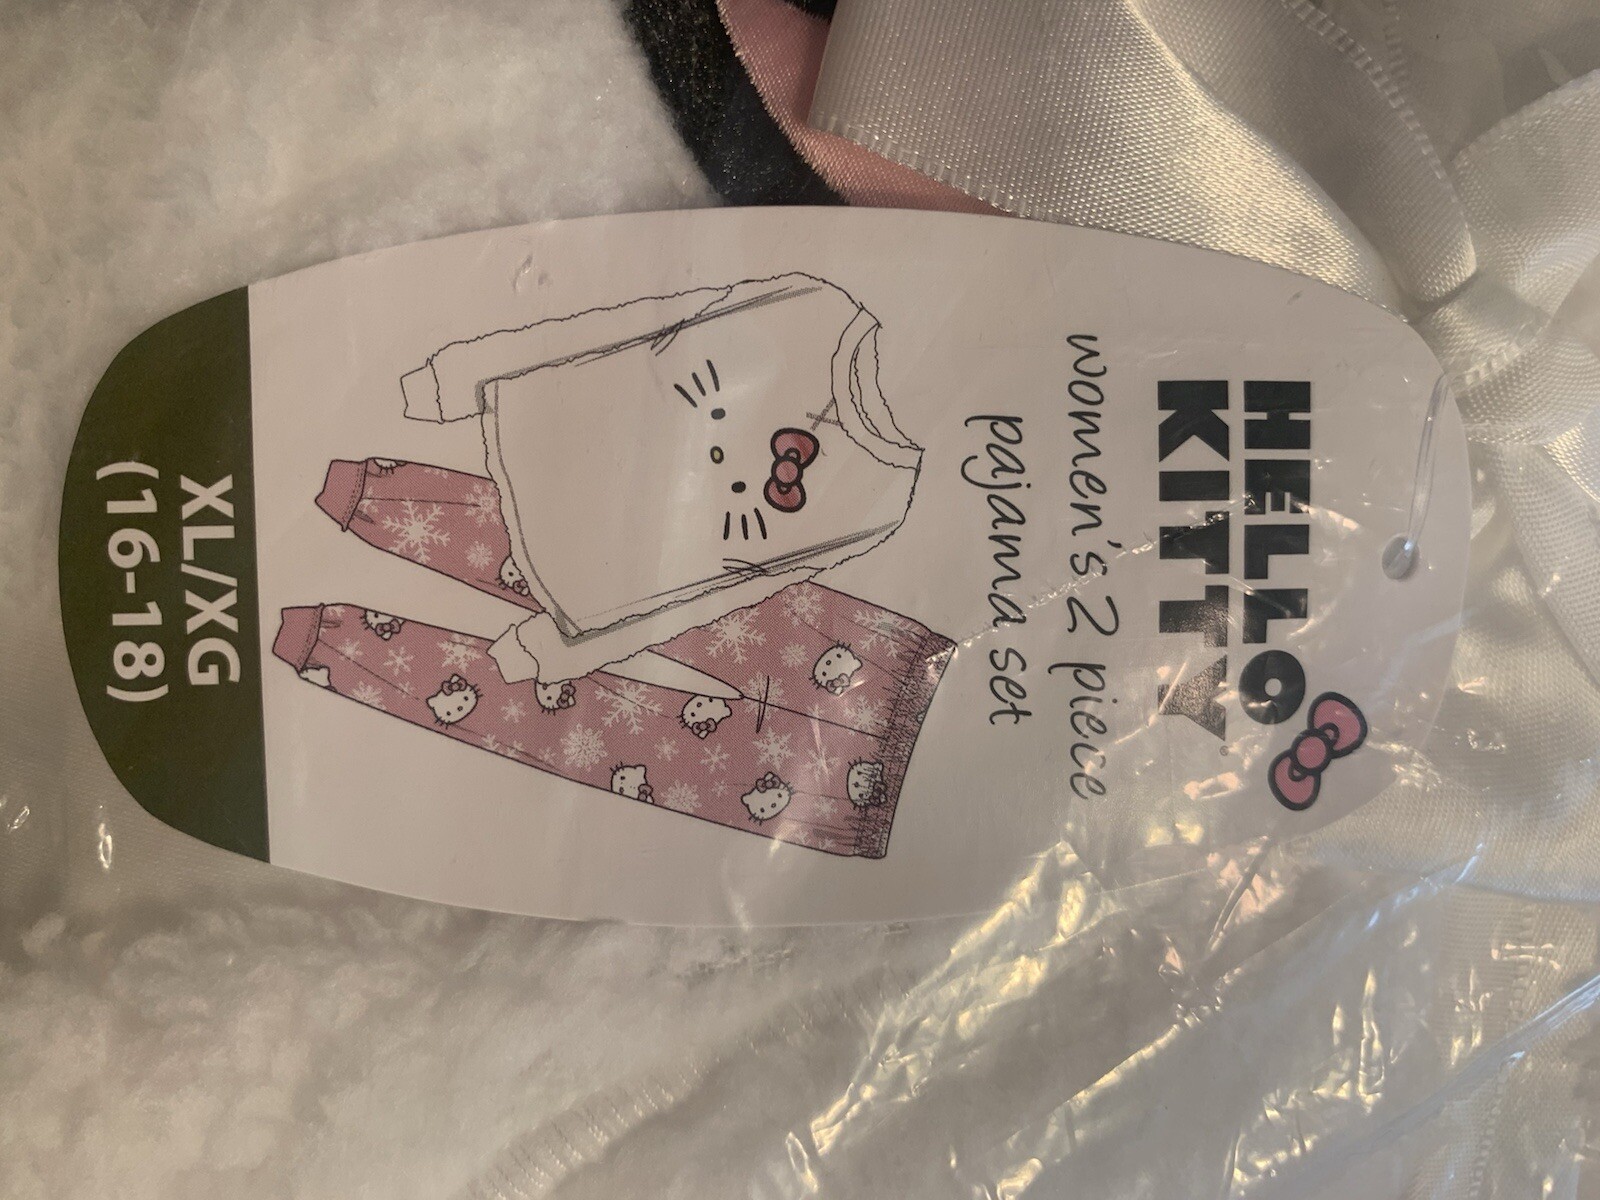 HELLO
KITTY®
women's 2 piece
pajama set
XL/XG
(16-18)